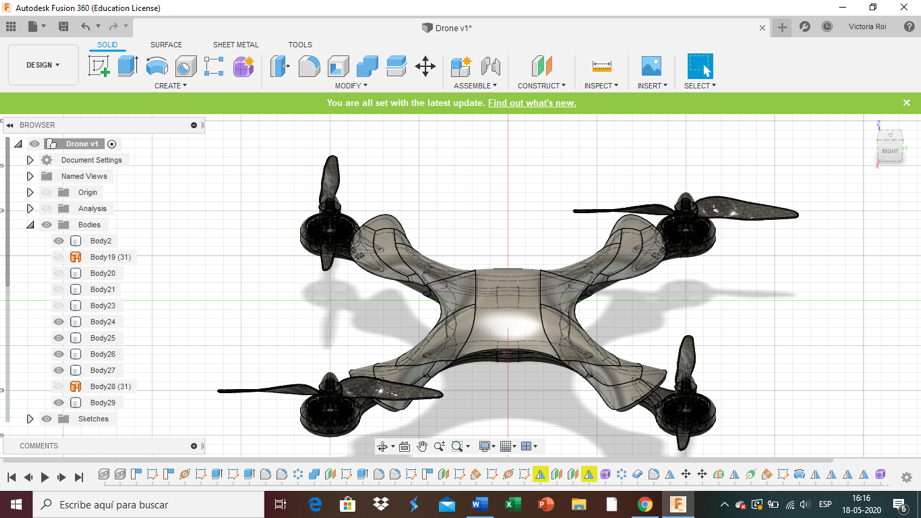 Autodesk Fusion 360 (Education License)
Drone v1*
Victoria Roi
SOLID
SURFACE
SHEET METAL
TOOLS
DESIGN
CREATE
MODIFY
ASSEMBLE
CONSTRUCT
INSPECT
INSERT
SELECT
You are all set with the latest update. Find out what's new.
BROWSER
Drone v1
Document Settings
Named Views
Origin
Analysis
Bodies
Body2
Body19 (31)
Body20
Body21
Body23
Body24
Body25
Body26
Body27
Body28 (31)
Body29
Sketches
Z
RIGHT
COMMENTS
Escribe aquí para buscar
ESP
16:16
18-05-2020
6